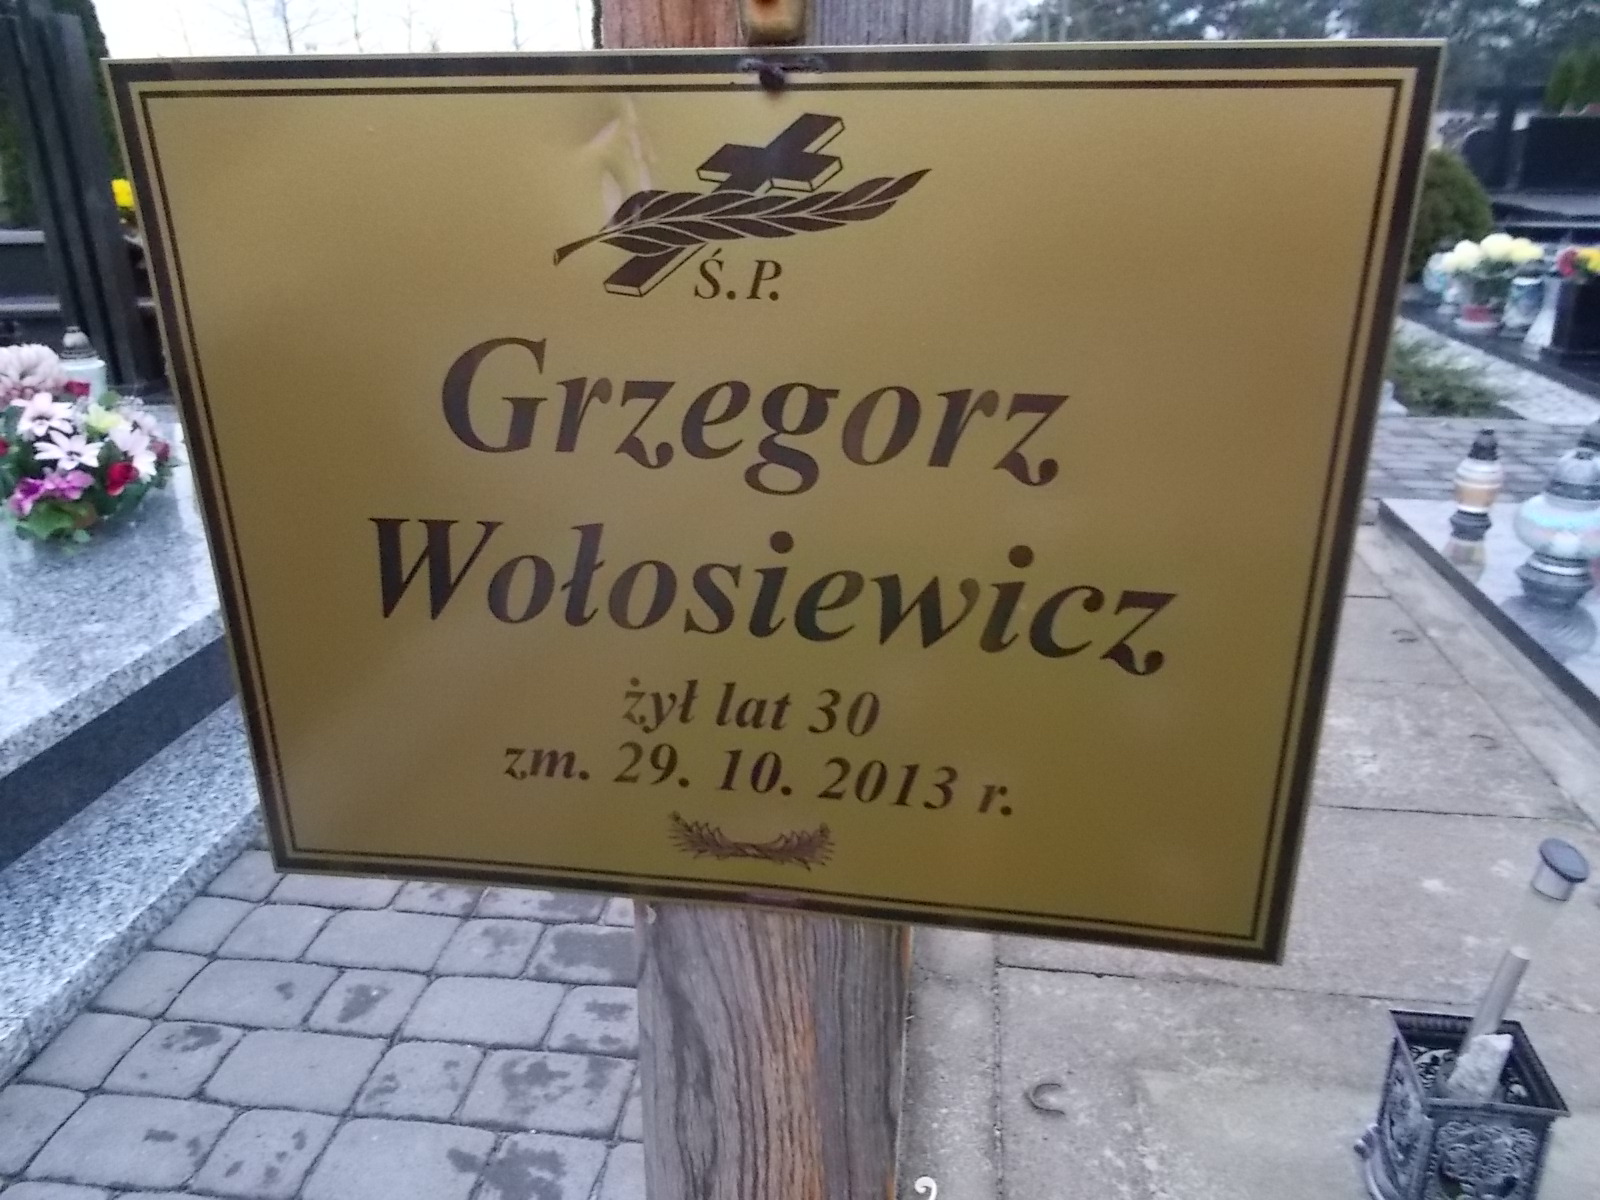 Ś.P.
Grzegorz
Wołosiewicz
żył lat 30
zm. 29. 10. 2013 r.